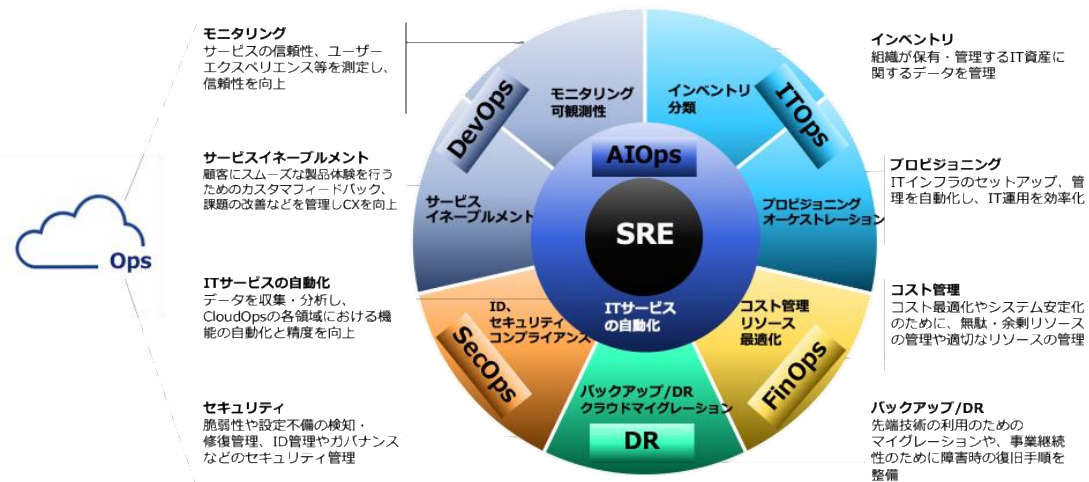 Ops
モニタリング
サービスの信頼性、ユーザー
エクスペリエンス等を測定し、
信頼性を向上
サービスイネーブルメント
顧客にスムーズな製品体験を行う
ためのカスタマフィードバック、
課題の改善などを管理しCXを向上
ITサービスの自動化
データを収集・分析し、
CloudOpsの各領域における機
能の自動化と精度を向上
セキュリティ
脆弱性や設定不備の検知・
修復管理、ID管理やガバナンス
などのセキュリティ管理
DevOps
モニタリング
可観測性
サービス
イネーブルメント
インベントリ
分類
ITOps
プロビジョニング
オーケストレーション
AIOps
SRE
ITサービス
の自動化
ID、
セキュリティ
コンプライアンス
SecOps
コスト管理
リソース
最適化
FinOps
バックアップ/DR
クラウドマイグレーション
DR
インベントリ
組織が保有・管理するIT資産に
関するデータを管理
プロビジョニング
ITインフラのセットアップ、管
理を自動化し、IT運用を効率化
コスト管理
コスト最適化やシステム安定化
のために、無駄・余剰リソース
の管理や適切なリソースの管理
バックアップ/DR
先端技術の利用のための
マイグレーションや、事業継続
性のために障害時の復旧手順を
整備